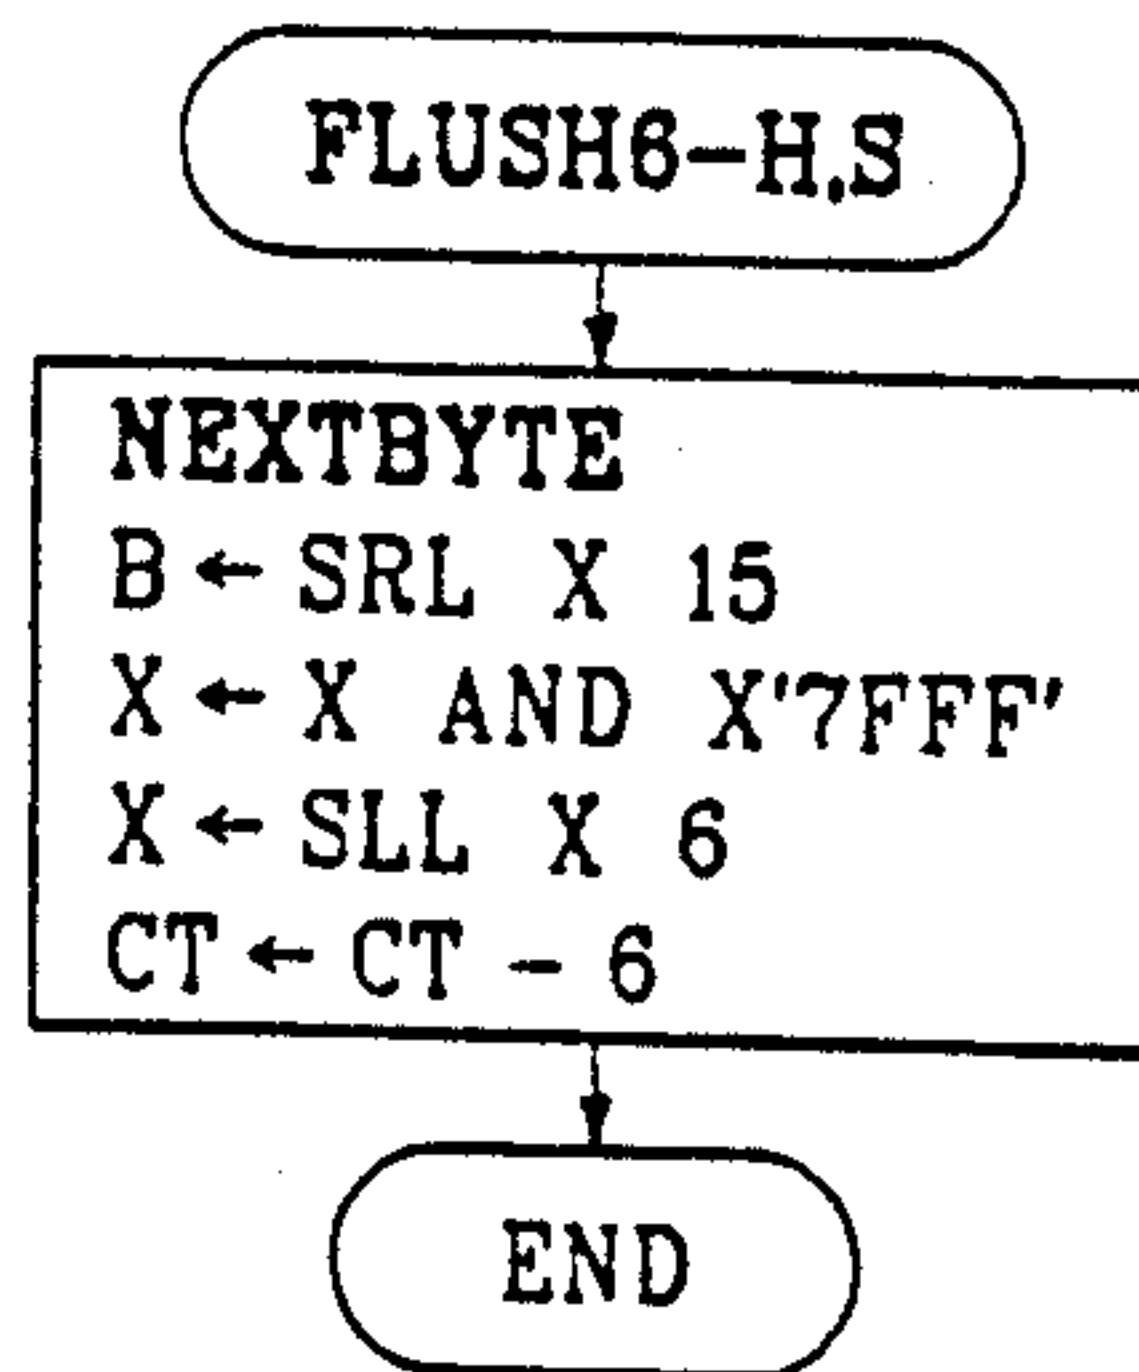 FLUSH6-H,S
NEXTBYTE
B ← SRL X 15
X ← X AND X'7FFF'
X ← SLL X 6
CT ← CT - 6
END